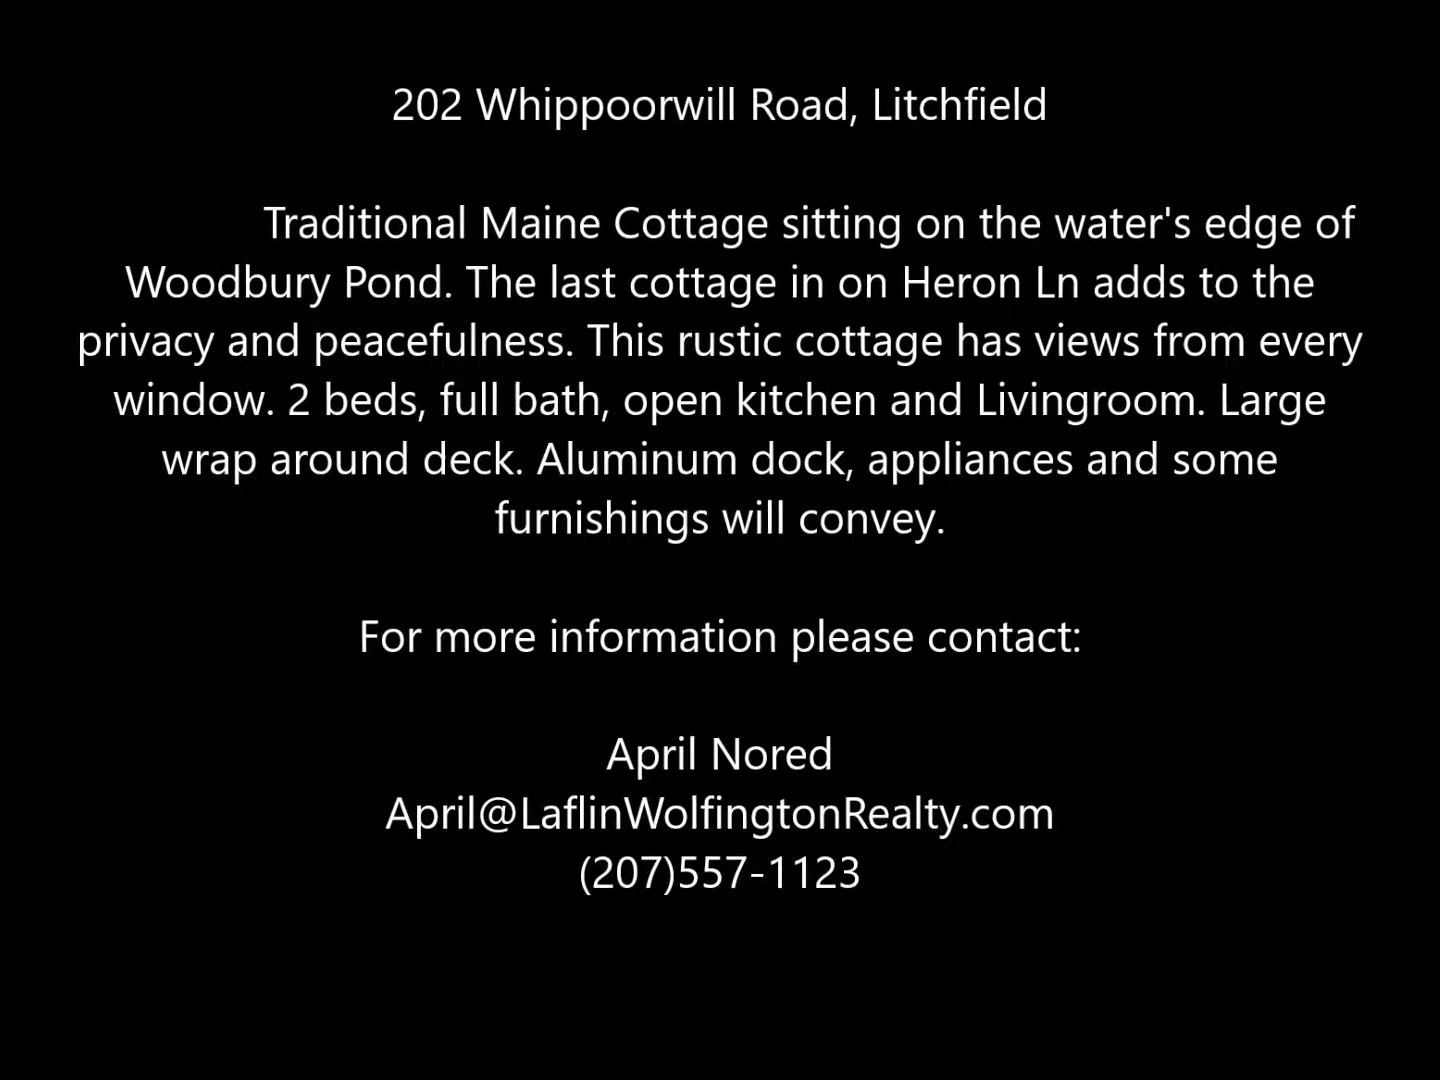 202 Whippoorwill Road, Litchfield
Traditional Maine Cottage sitting on the water's edge of
Woodbury Pond. The last cottage in on Heron Ln adds to the
privacy and peacefulness. This rustic cottage has views from every
window. 2 beds, full bath, open kitchen and Livingroom. Large
wrap around deck. Aluminum dock, appliances and some
furnishings will convey.
For more information please contact:
April Nored
April@LaflinWolfingtonRealty.com
(207)557-1123